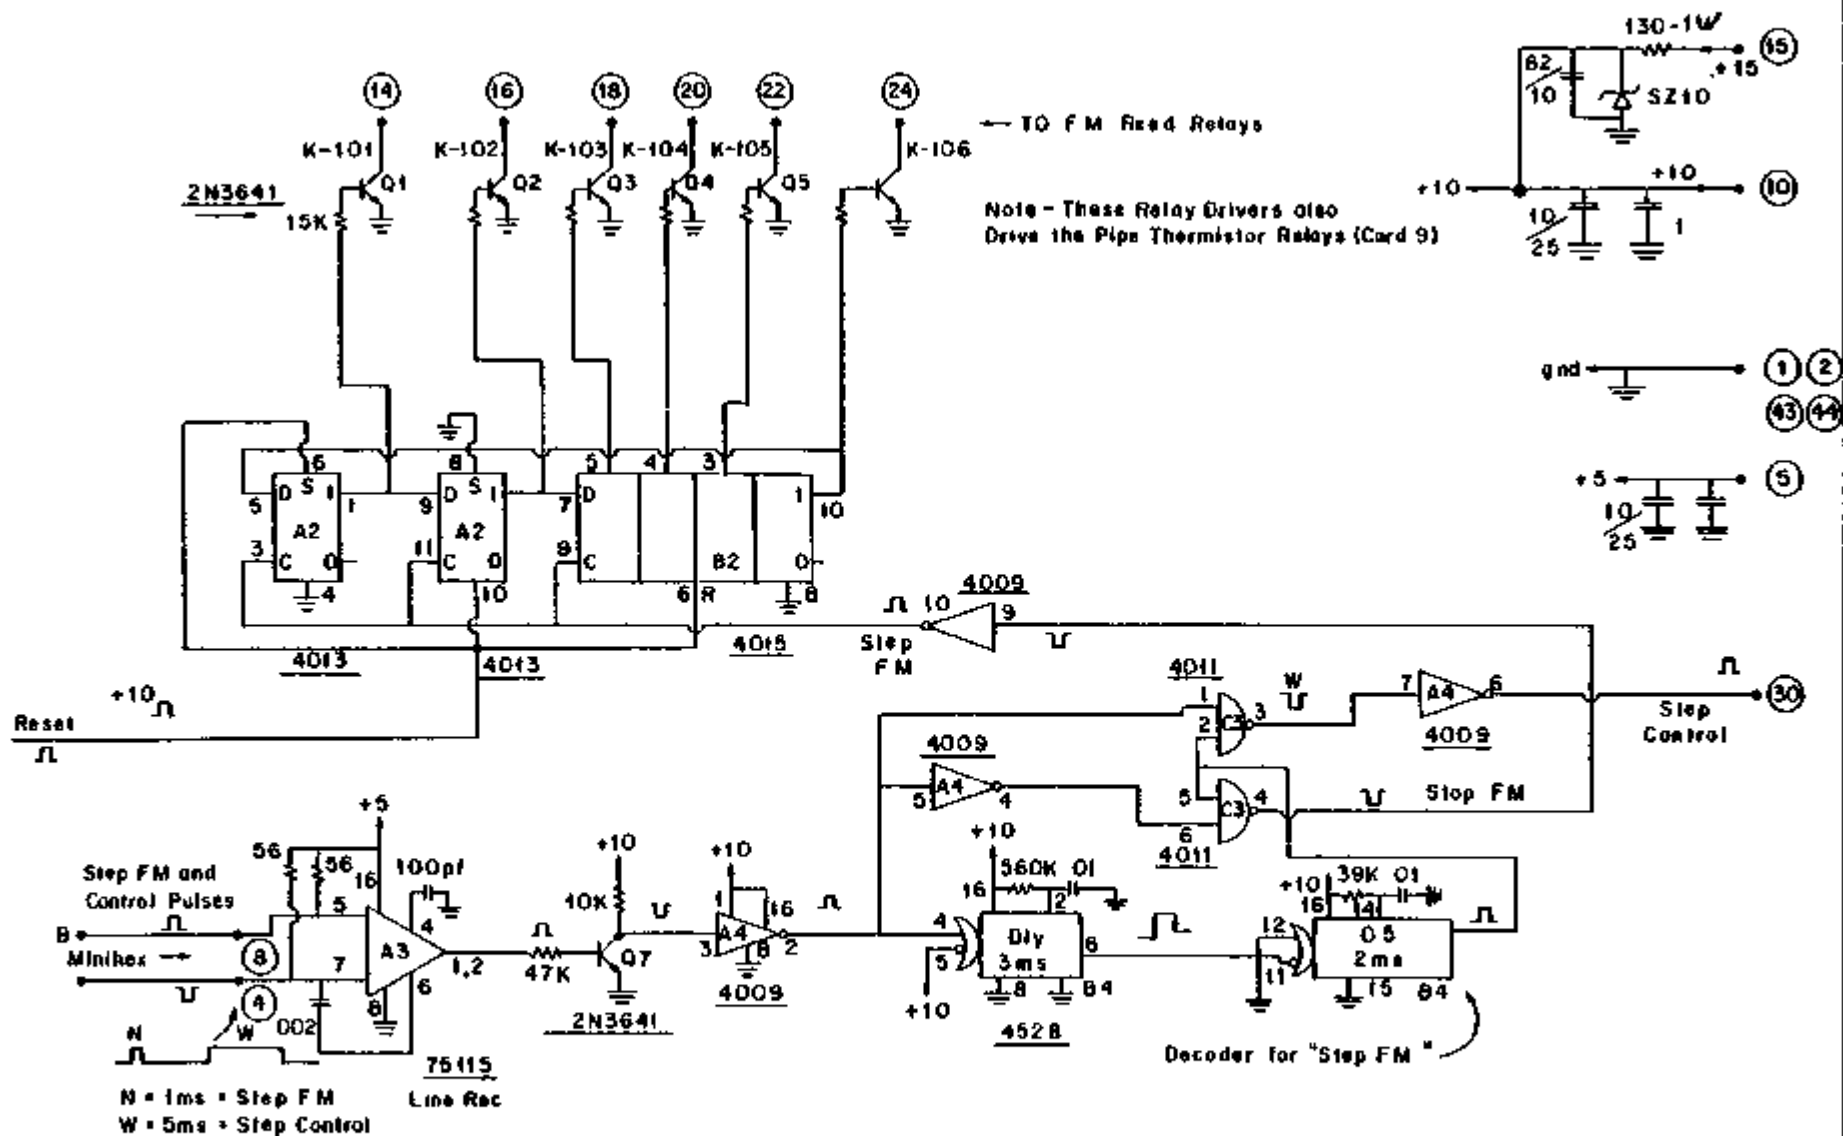 130-1W
15
+15
82
10
SZ10
14
16
18
20
22
24
← TO FM Reed Relays
K-101
K-102
K-103
K-104
K-105
K-106
2N3641
Q1
Q2
Q3
Q4
Q5
15K
+10
+10
10
10
25
1
Note - These Relay Drivers also
Drive the Pipe Thermistor Relays (Card 9)
gnd
1
2
43
44
+5
5
10
25
6
8
5
4
3
5
D
S
1
1
9
D
S
1
7
D
1
10
A2
A2
B2
3
C
0
11
C
0
9
C
0
4
10
6
R
8
4013
4013
4015
Step
FM
10
4009
9
+10
Reset
4011
1
2
C3
3
W
7
A4
6
30
Step
Control
4009
4009
5
A4
4
5
6
C3
4
Step FM
4011
+5
56
56
16
100pf
Step FM and
Control Pulses
5
4
B
Minihex →
8
A3
1,2
7
6
8
4
W
002
N
47K
10K
+10
Q7
2N3641
+10
1
16
3
A4
8
2
4009
+10
16
560K
01
2
4
5
+10
Dly
3ms
6
8
B4
4528
+10
16
39K
01
14
12
11
OS
2ms
15
B4
Decoder for "Step FM"
75115
Line Rec
N = 1ms = Step FM
W = 5ms = Step Control